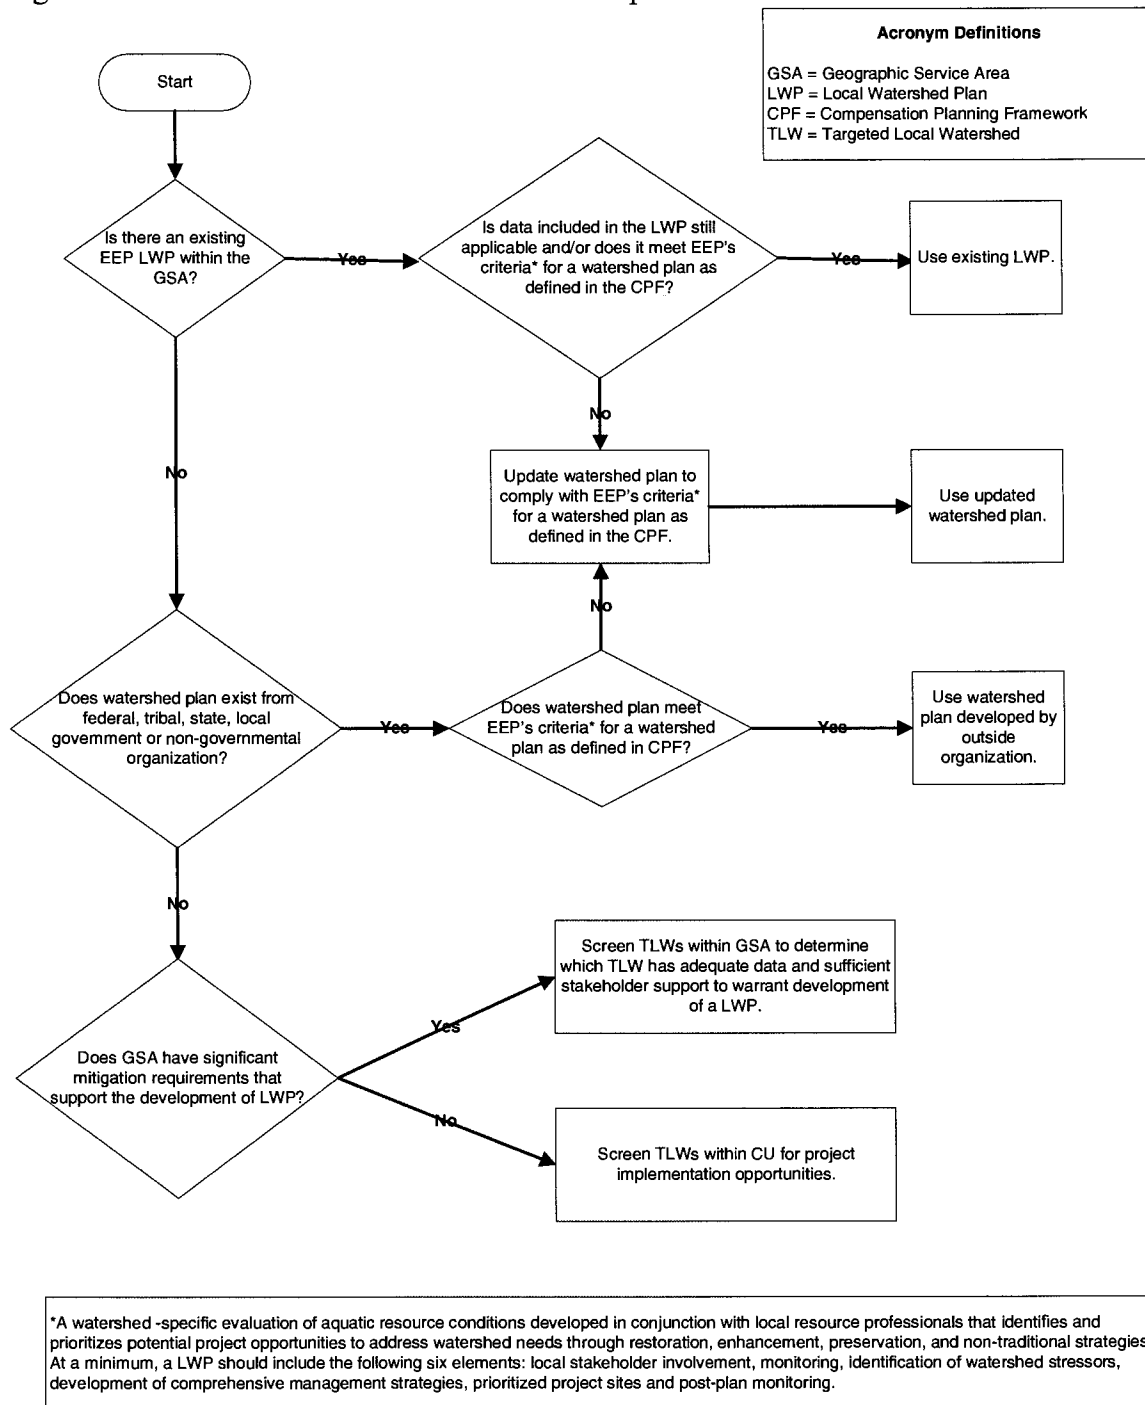 Acronym Definitions
GSA = Geographic Service Area
LWP = Local Watershed Plan
CPF = Compensation Planning Framework
TLW = Targeted Local Watershed
Start
Is there an existing
EEP LWP within the
GSA?
Yes
Is data included in the LWP still
applicable and/or does it meet EEP's
criteria* for a watershed plan as
defined in the CPF?
Yes
Use existing LWP.
No
No
Update watershed plan to
comply with EEP's criteria*
for a watershed plan as
defined in the CPF.
Use updated
watershed plan.
No
Does watershed plan exist from
federal, tribal, state, local
government or non-governmental
organization?
Yes
Does watershed plan meet
EEP's criteria* for a watershed
plan as defined in CPF?
Yes
Use watershed
plan developed by
outside
organization.
No
Does GSA have significant
mitigation requirements that
support the development of LWP?
Yes
Screen TLWs within GSA to determine
which TLW has adequate data and sufficient
stakeholder support to warrant development
of a LWP.
No
Screen TLWs within CU for project
implementation opportunities.
*A watershed -specific evaluation of aquatic resource conditions developed in conjunction with local resource professionals that identifies and
prioritizes potential project opportunities to address watershed needs through restoration, enhancement, preservation, and non-traditional strategies
At a minimum, a LWP should include the following six elements: local stakeholder involvement, monitoring, identification of watershed stressors,
development of comprehensive management strategies, prioritized project sites and post-plan monitoring.